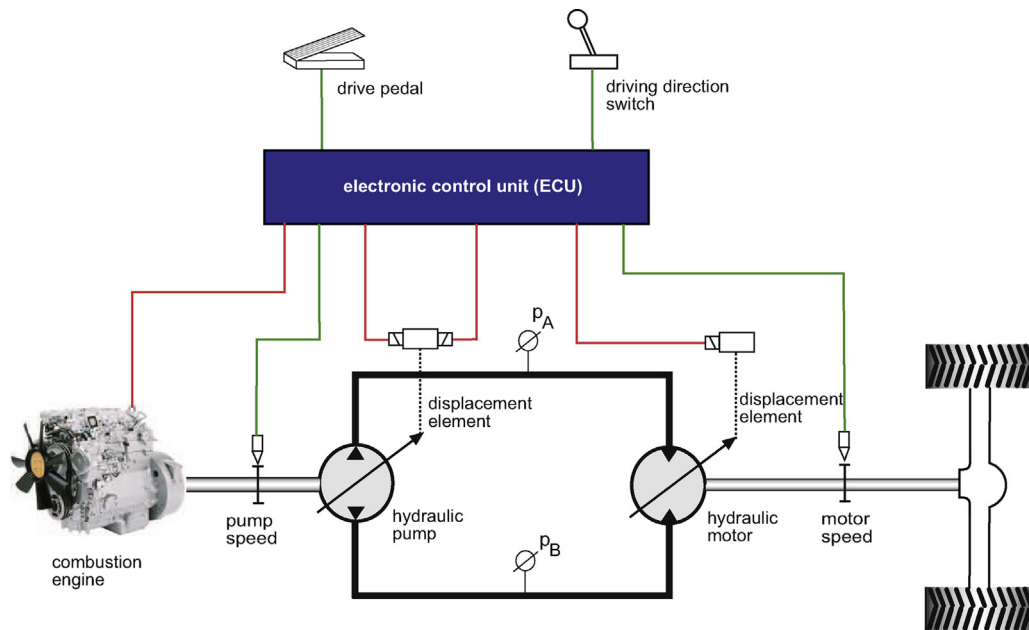 drive pedal
driving direction
switch
electronic control unit (ECU)
pA
displacement
element
displacement
element
pump
speed
hydraulic
pump
hydraulic
motor
motor
speed
pB
combustion
engine